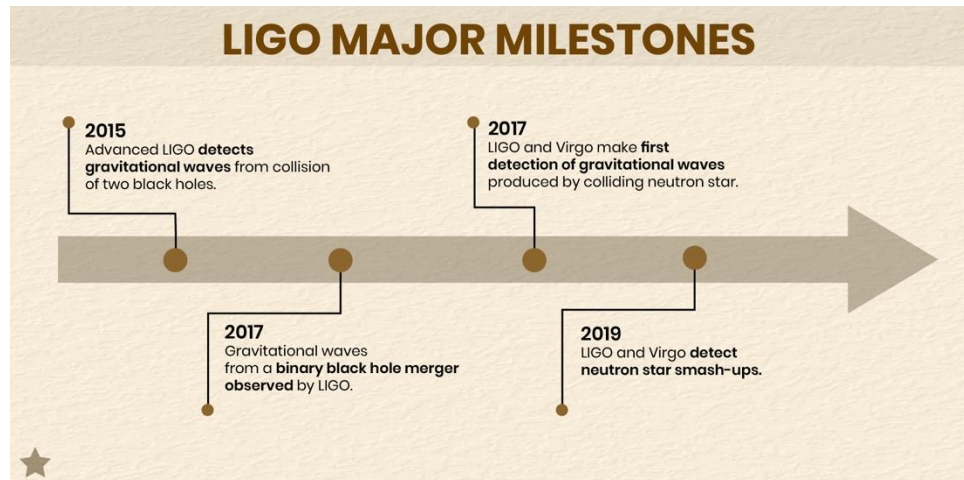 LIGO MAJOR MILESTONES
2015
Advanced LIGO detects
gravitational waves from collision
of two black holes.
2017
Gravitational waves
from a binary black hole merger
observed by LIGO.
2017
LIGO and Virgo make first
detection of gravitational waves
produced by colliding neutron star.
2019
LIGO and Virgo detect
neutron star smash-ups.